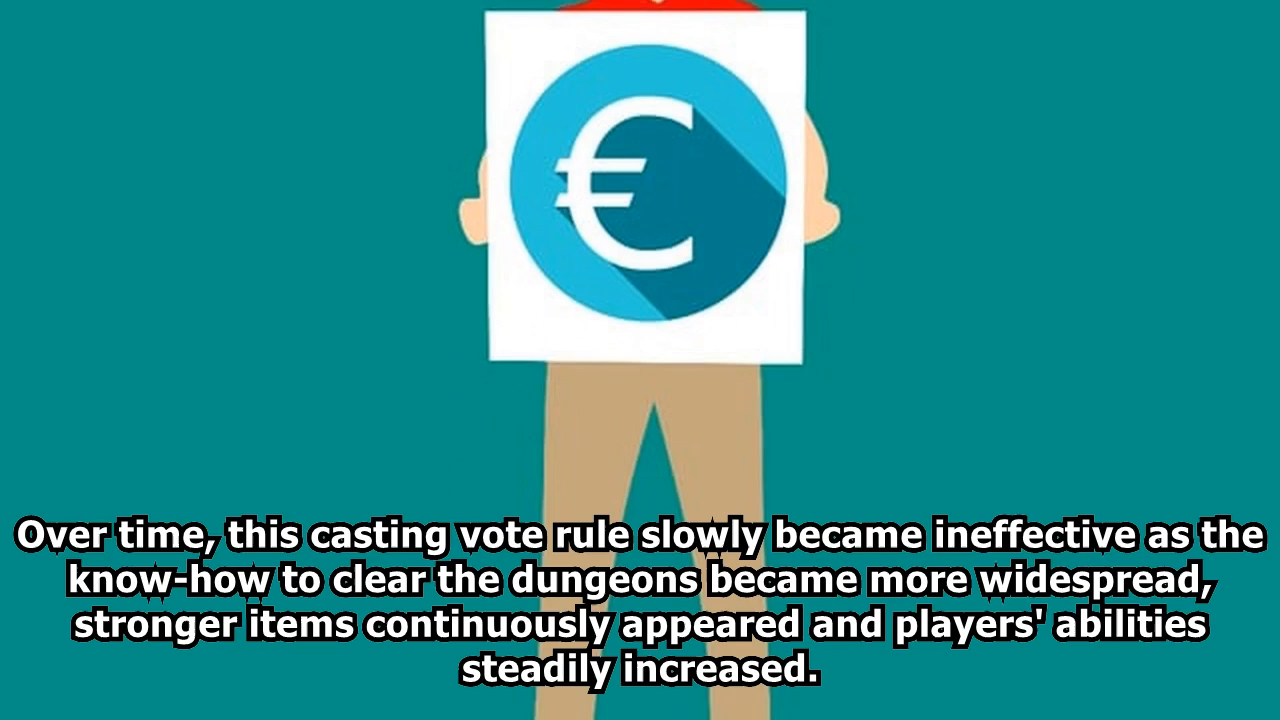 €
Over time, this casting vote rule slowly became ineffective as the
know-how to clear the dungeons became more widespread,
stronger items continuously appeared and players' abilities
steadily increased.